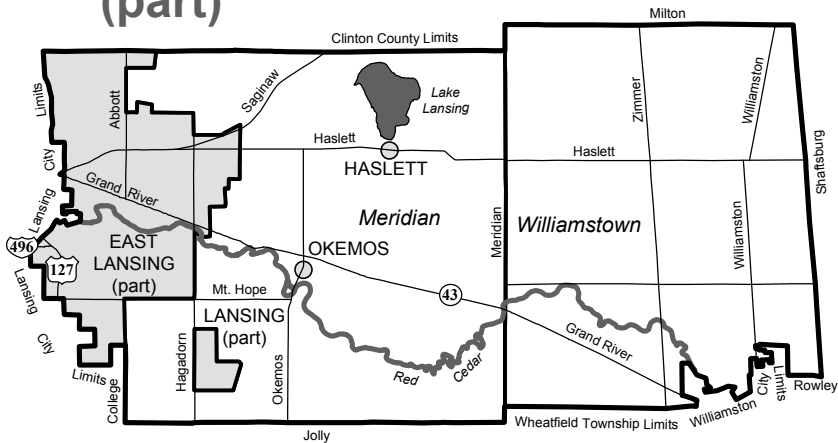 (part)
Milton
Clinton County Limits
Limits
Abbott
Saginaw
Lake
Lansing
Zimmer
Williamston
City
Haslett
HASLETT
Haslett
Shaftsburg
Grand River
Lansing
Meridian
Meridian
Williamstown
Williamston
496
127
EAST
LANSING
(part)
OKEMOS
Lansing
Mt. Hope
43
LANSING
(part)
City
Grand River
Limits
College
Hagadorn
Okemos
Red
Cedar
City
Limits
Rowley
Williamston
Wheatfield Township Limits
Jolly